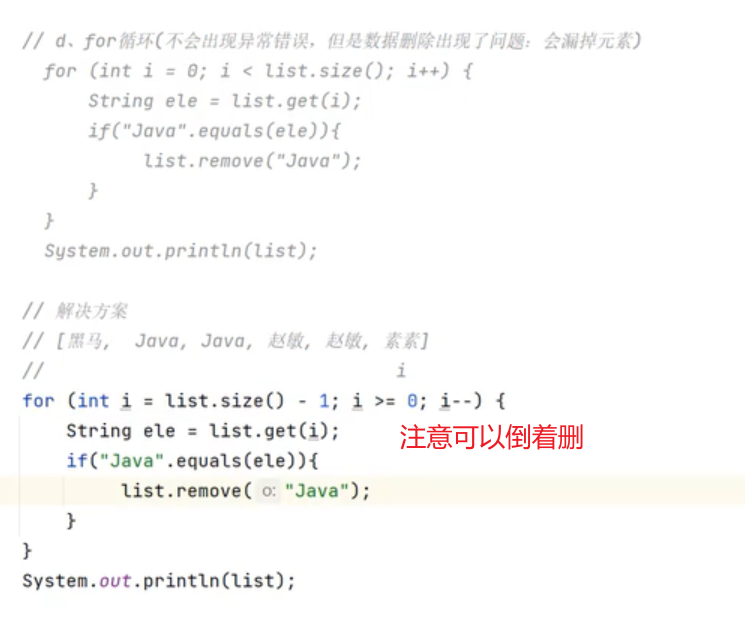 // d、for循环(不会出现异常错误，但是数据删除出现了问题：会漏掉元素)
for (int i = 0; i < list.size(); i++) {
String ele = list.get(i);
if("Java".equals(ele)){
list.remove("Java");
}
}
System.out.println(list);
// 解决方案
// [黑马, Java, Java, 赵敏, 赵敏, 素素]
// i
for (int i = list.size() - 1; i >= 0; i--) {
String ele = list.get(i);
注意可以倒着删
if("Java".equals(ele)){
list.remove( o: "Java");
}
}
System.out.println(list);